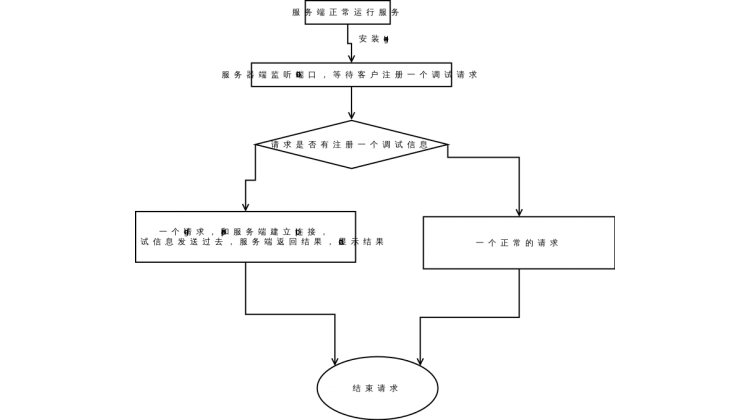 服务端正常运行服务
安装
服务器端监听端口，等待客户注册一个调试请求
请求是否有注册一个调试信息
一个请求，和服务端建立连接，
试信息发送过去，服务端返回结果，显示结果
一个正常的请求
结束请求